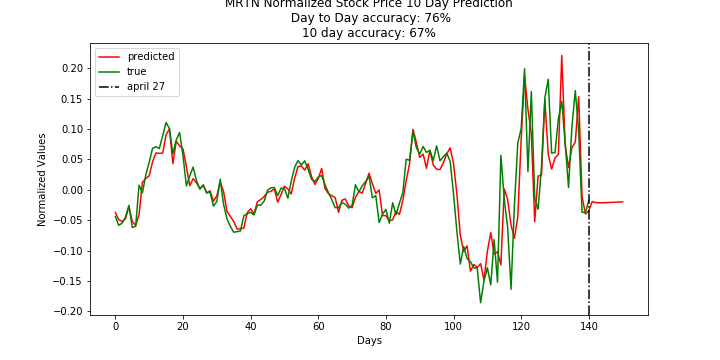 MRTN Normalized Stock Price 10 Day Prediction
Day to Day accuracy: 76%
10 day accuracy: 67%
predicted
true
april 27
Normalized Values
0.20
0.15
0.10
0.05
0.00
−0.05
−0.10
−0.15
−0.20
0 20 40 60 80 100 120 140
Days